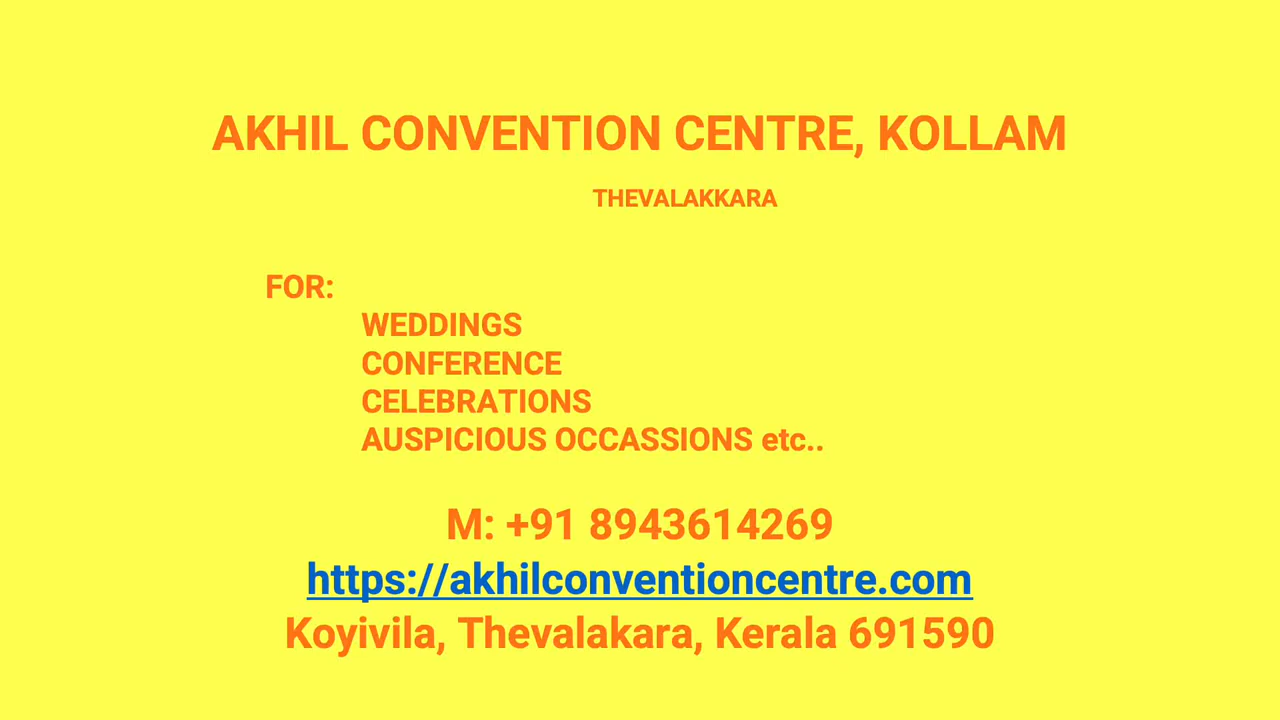 AKHIL CONVENTION CENTRE, KOLLAM
THEVALAKKARA
FOR:
WEDDINGS
CONFERENCE
CELEBRATIONS
AUSPICIOUS OCCASSIONS etc..
M: +91 8943614269
https://akhilconventioncentre.com
Koyivila, Thevalakara, Kerala 691590